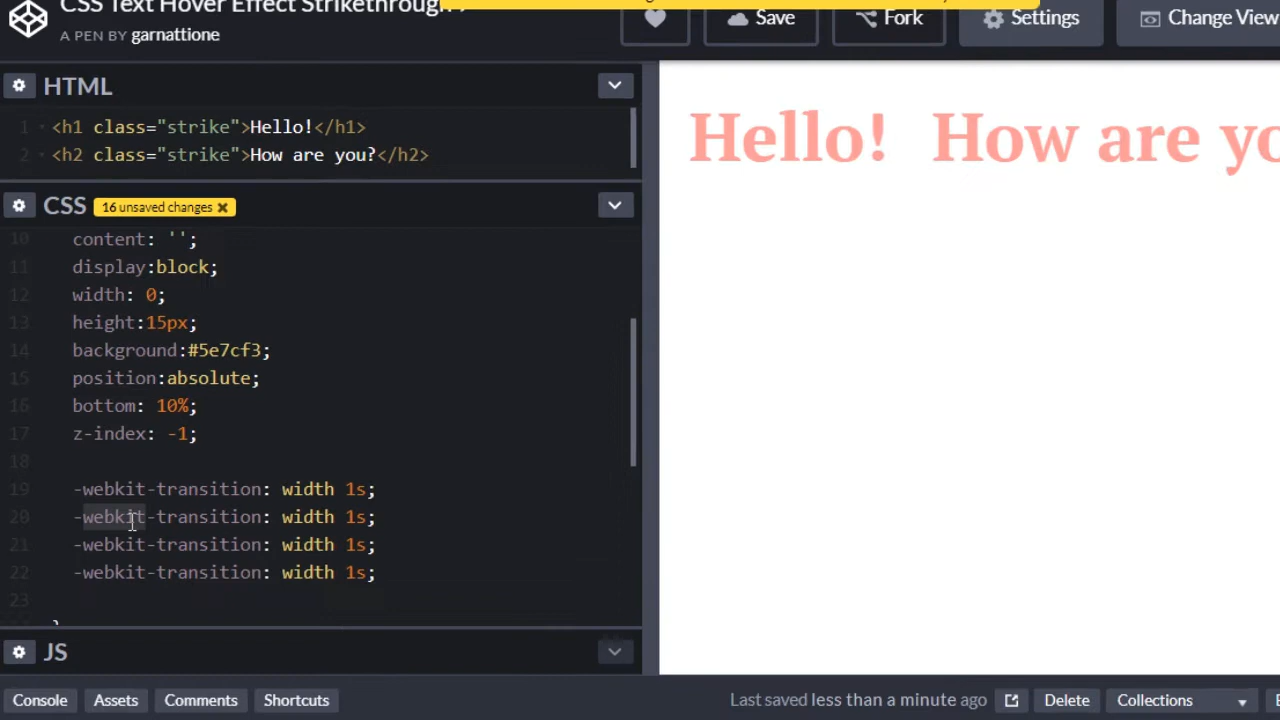 CSS Text Hover Effect Strikethrough
A PEN BY garnattione
Save
Fork
Settings
Change View
HTML
1 <h1 class="strike">Hello!</h1>
2 <h2 class="strike">How are you?</h2>
CSS 16 unsaved changes
10 content: '';
11 display:block;
12 width: 0;
13 height:15px;
14 background:#5e7cf3;
15 position:absolute;
16 bottom: 10%;
17 z-index: -1;
18
19 -webkit-transition: width 1s;
20 -webkit-transition: width 1s;
21 -webkit-transition: width 1s;
22 -webkit-transition: width 1s;
23
}
JS
Hello! How are yo
Console Assets Comments Shortcuts
Last saved less than a minute ago Delete Collections